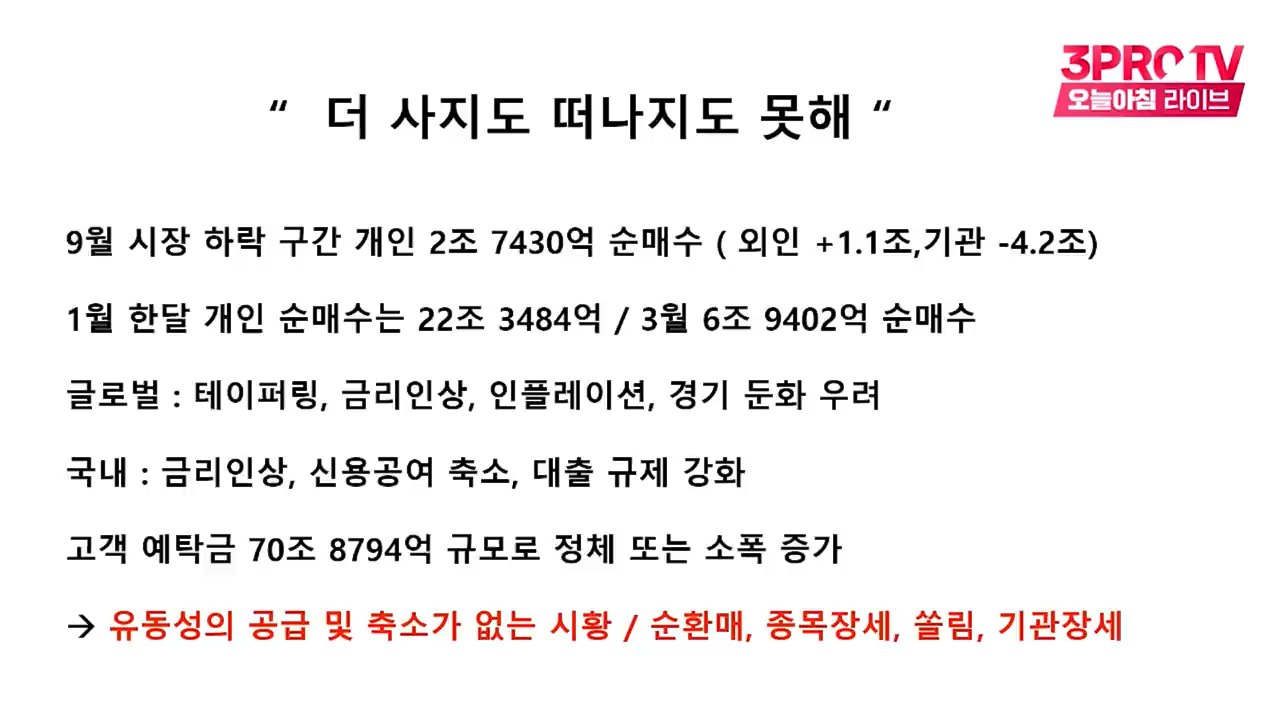 3PRO TV
오늘아침 라이브
“ 더 사지도 떠나지도 못해 “
9월 시장 하락 구간 개인 2조 7430억 순매수 ( 외인 +1.1조,기관 -4.2조)
1월 한달 개인 순매수는 22조 3484억 / 3월 6조 9402억 순매수
글로벌 : 테이퍼링, 금리인상, 인플레이션, 경기 둔화 우려
국내 : 금리인상, 신용공여 축소, 대출 규제 강화
고객 예탁금 70조 8794억 규모로 정체 또는 소폭 증가
→ 유동성의 공급 및 축소가 없는 시황 / 순환매, 종목장세, 쏠림, 기관장세